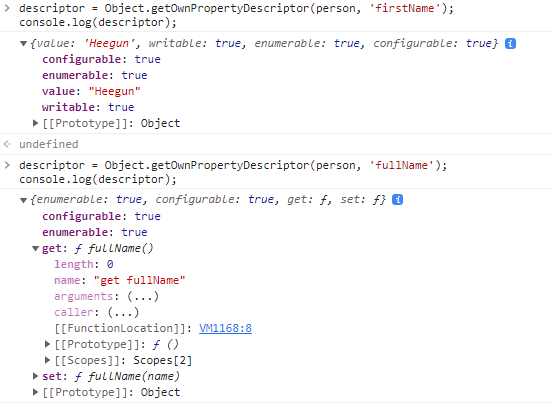 > descriptor = Object.getOwnPropertyDescriptor(person, 'firstName');
console.log(descriptor);
▼{value: 'Heegun', writable: true, enumerable: true, configurable: true} i
configurable: true
enumerable: true
value: "Heegun"
writable: true
▶[[Prototype]]: Object
undefined
> descriptor = Object.getOwnPropertyDescriptor(person, 'fullName');
console.log(descriptor);
▼{enumerable: true, configurable: true, get: ƒ, set: ƒ} i
configurable: true
enumerable: true
▼get: ƒ fullName()
length: 0
name: "get fullName"
arguments: (...)
caller: (...)
[[FunctionLocation]]: VM1168:8
▶[[Prototype]]: ƒ ()
▶[[Scopes]]: Scopes[2]
▶set: ƒ fullName(name)
▶[[Prototype]]: Object